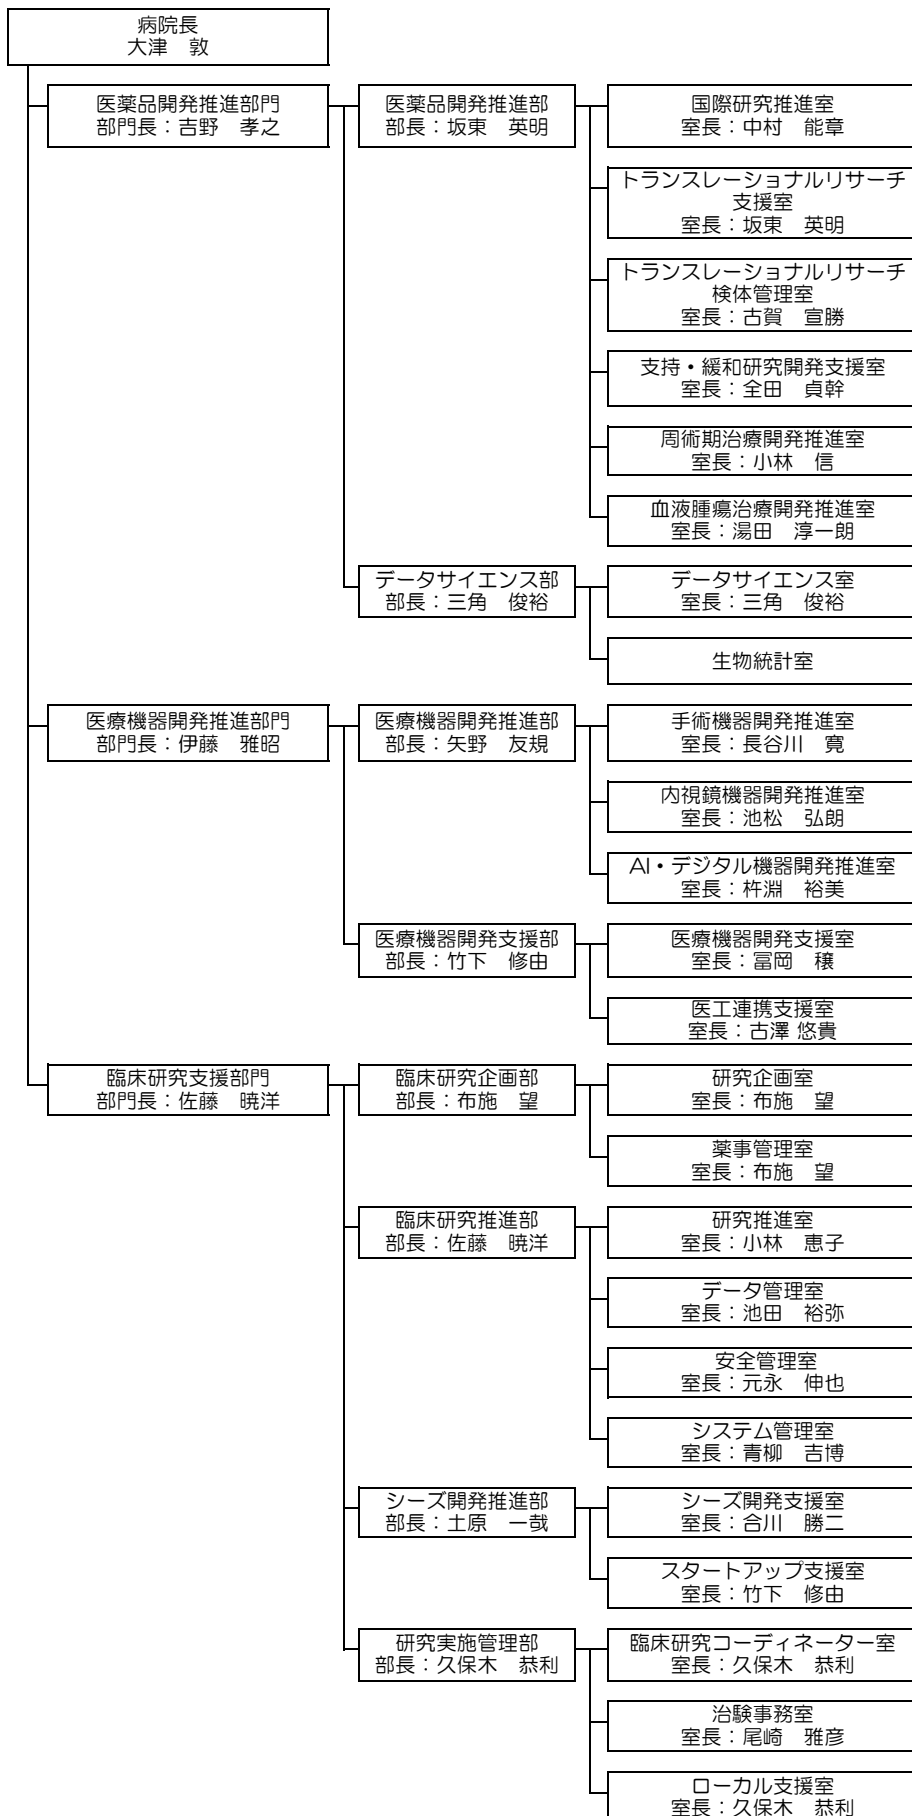 病院長
大津　敦
医薬品開発推進部門
部門長：吉野　孝之
医薬品開発推進部
部長：坂東　英明
国際研究推進室
室長：中村　能章
トランスレーショナルリサーチ
支援室
室長：坂東　英明
トランスレーショナルリサーチ
検体管理室
室長：古賀　宣勝
支持・緩和研究開発支援室
室長：全田　貞幹
周術期治療開発推進室
室長：小林　信
血液腫瘍治療開発推進室
室長：湯田　淳一朗
データサイエンス部
部長：三角　俊裕
データサイエンス室
室長：三角　俊裕
生物統計室
医療機器開発推進部門
部門長：伊藤　雅昭
医療機器開発推進部
部長：矢野　友規
手術機器開発推進室
室長：長谷川　寛
内視鏡機器開発推進室
室長：池松　弘朗
AI・デジタル機器開発推進室
室長：杵淵　裕美
医療機器開発支援部
部長：竹下　修由
医療機器開発支援室
室長：冨岡　穣
医工連携支援室
室長：古澤 悠貴
臨床研究支援部門
部門長：佐藤　暁洋
臨床研究企画部
部長：布施　望
研究企画室
室長：布施　望
薬事管理室
室長：布施　望
臨床研究推進部
部長：佐藤　暁洋
研究推進室
室長：小林　恵子
データ管理室
室長：池田　裕弥
安全管理室
室長：元永　伸也
システム管理室
室長：青柳　吉博
シーズ開発推進部
部長：土原　一哉
シーズ開発支援室
室長：合川　勝二
スタートアップ支援室
室長：竹下　修由
研究実施管理部
部長：久保木　恭利
臨床研究コーディネーター室
室長：久保木　恭利
治験事務室
室長：尾崎　雅彦
ローカル支援室
室長：久保木　恭利